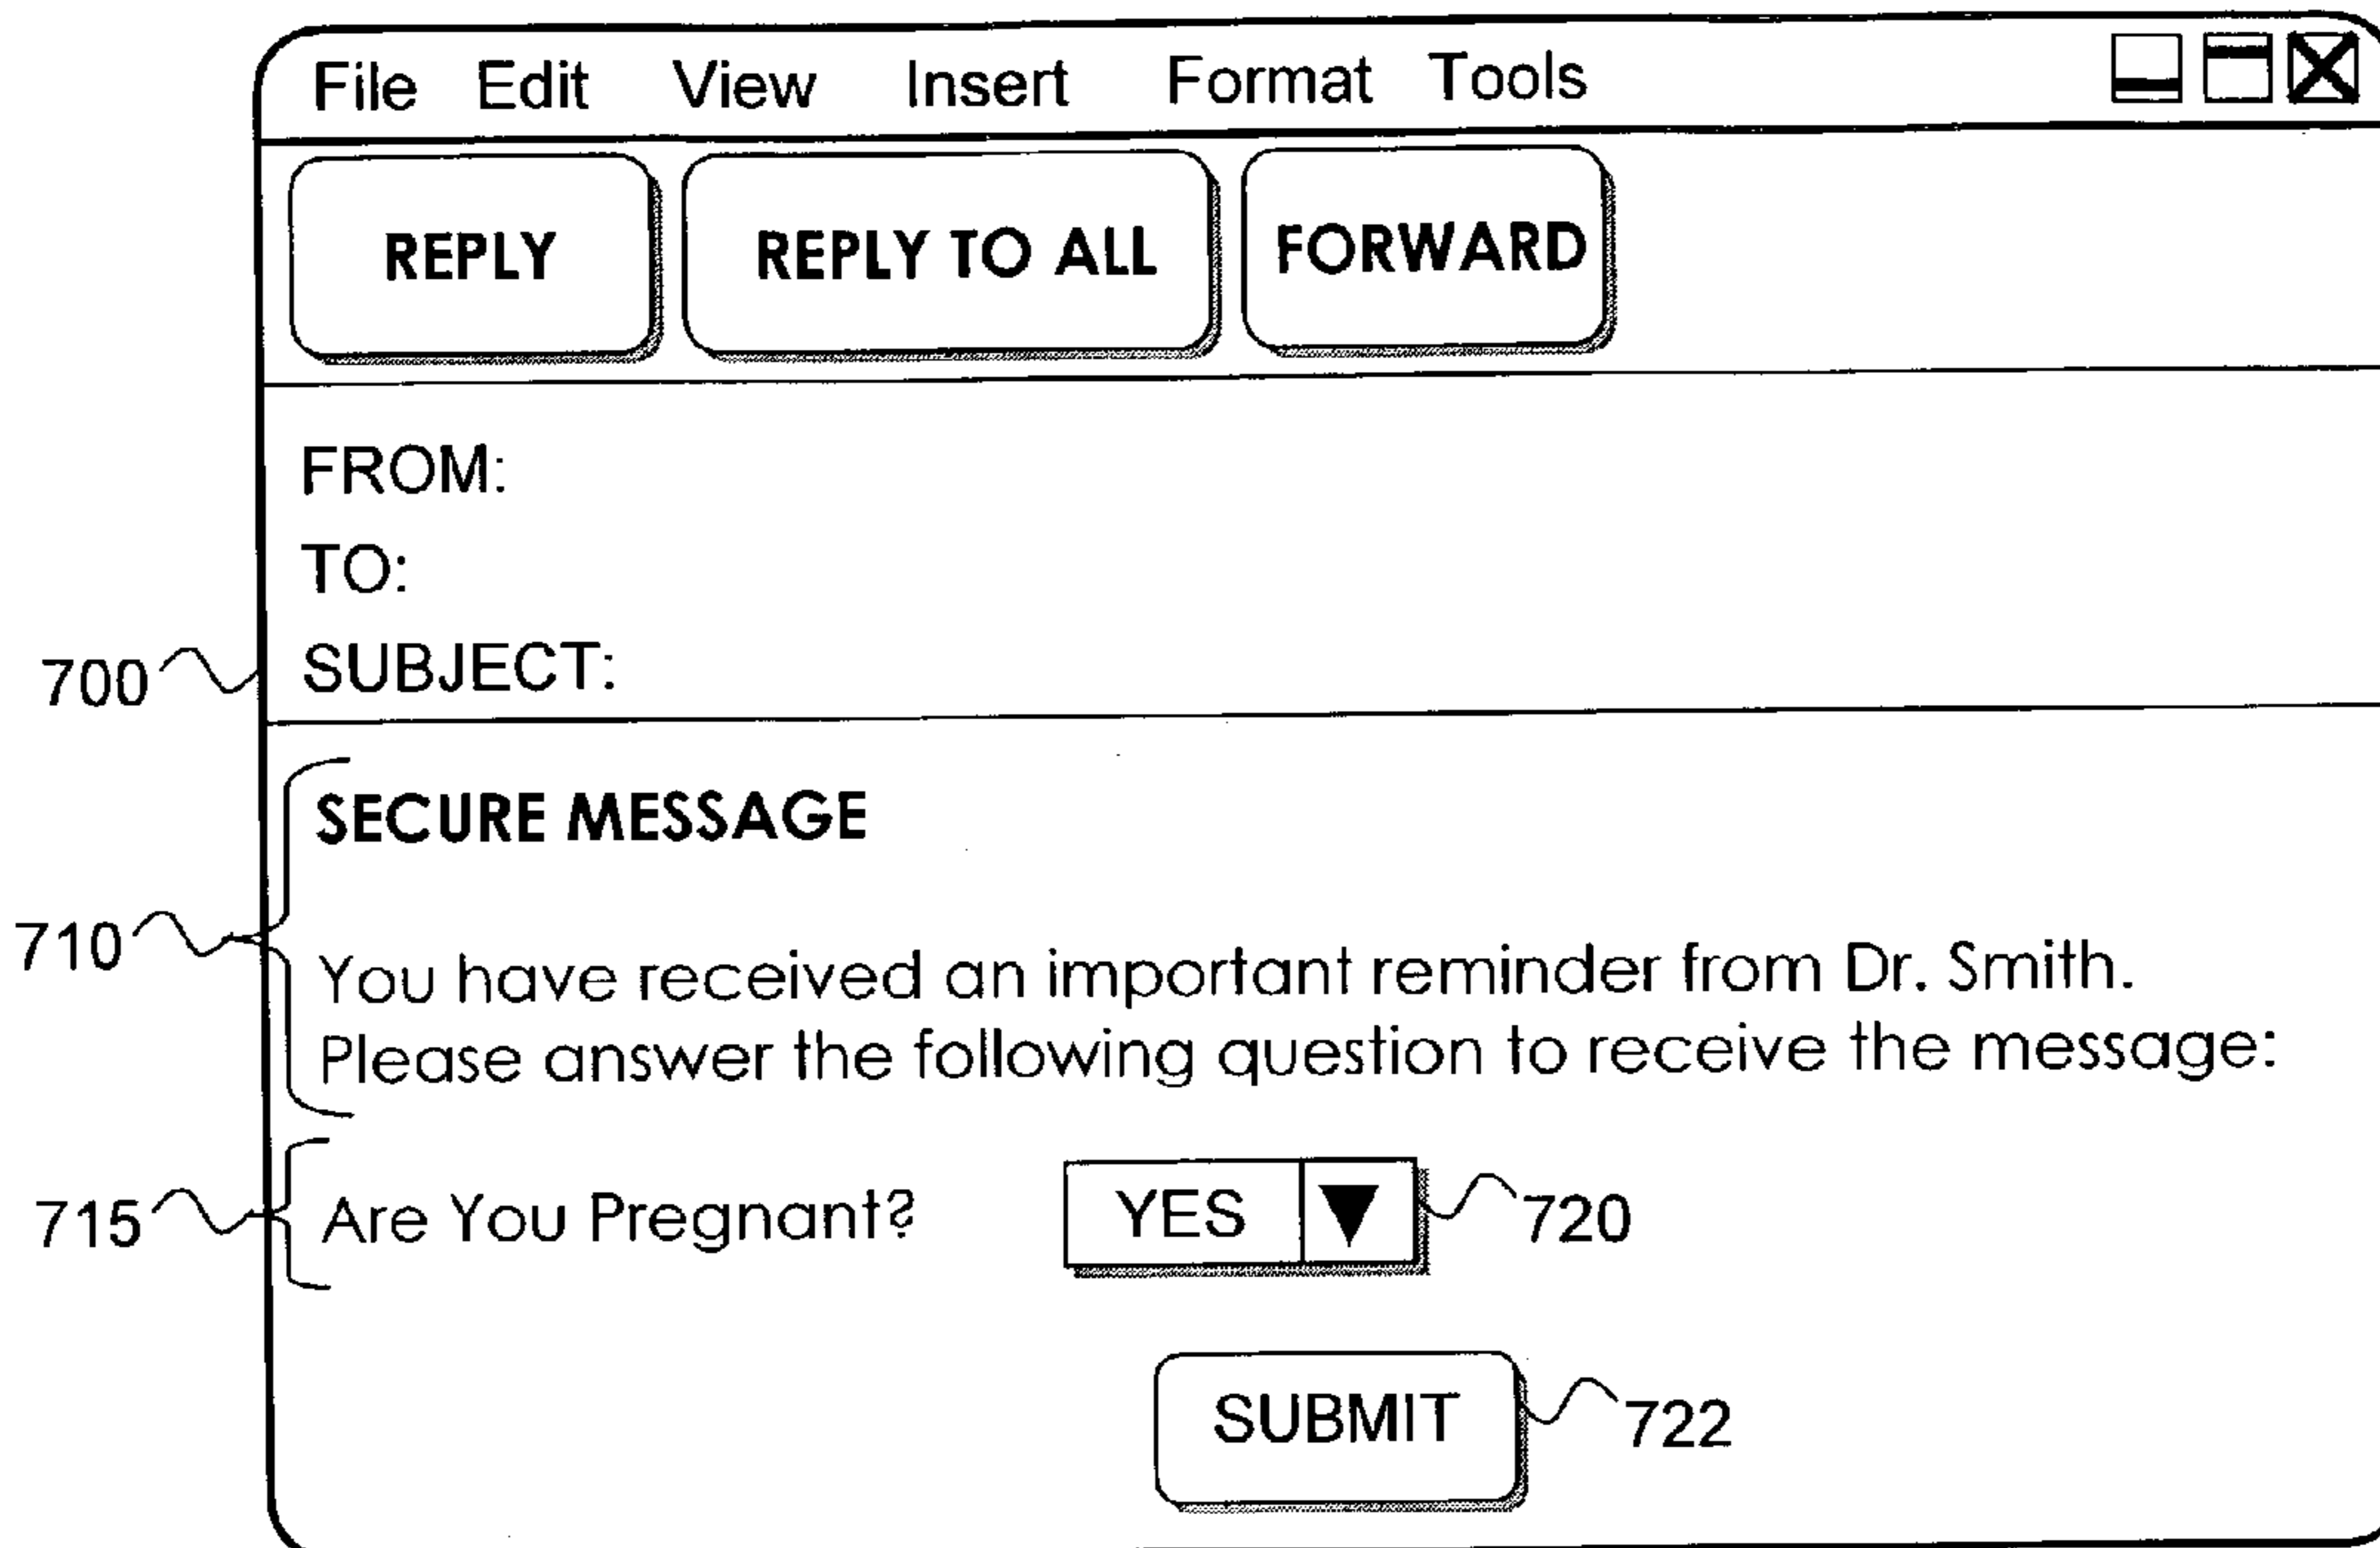 File Edit View Insert Format Tools
REPLY REPLY TO ALL FORWARD
FROM:
TO:
700 SUBJECT:
SECURE MESSAGE
710
You have received an important reminder from Dr. Smith.
Please answer the following question to receive the message:
715 Are You Pregnant? YES 720
SUBMIT 722